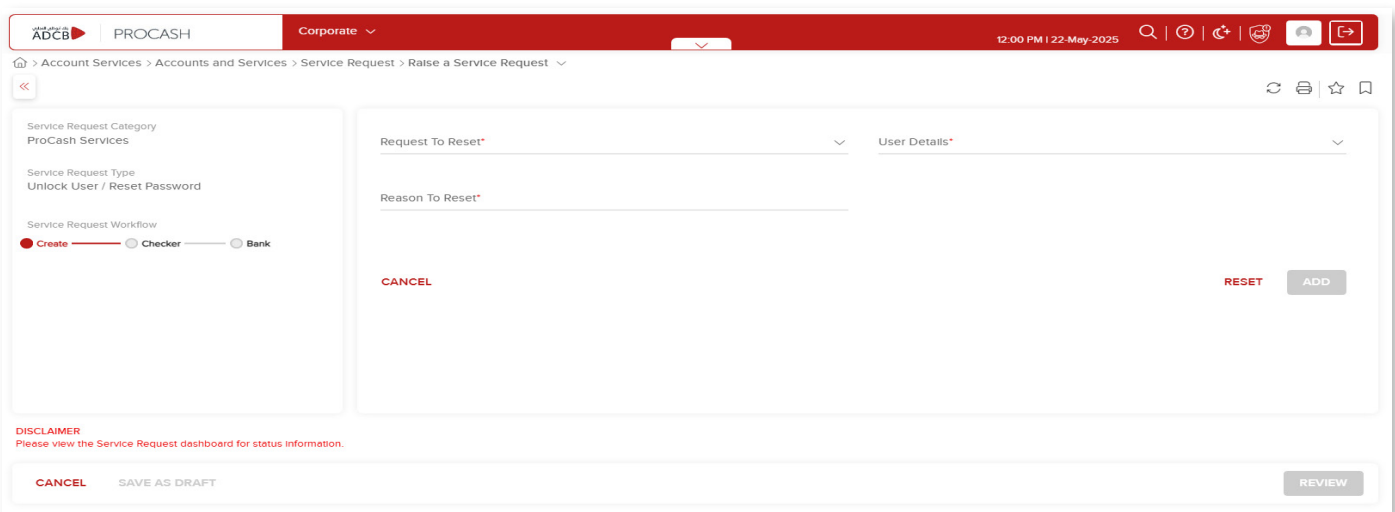 بنك أبوظبي التجاري
ADCB
PROCASH
Corporate
12:00 PM I 22-May-2025
> Account Services > Accounts and Services > Service Request > Raise a Service Request
Service Request Category
ProCash Services
Service Request Type
Unlock User / Reset Password
Service Request Workflow
Create
Checker
Bank
Request To Reset*
User Details*
Reason To Reset*
CANCEL
RESET
ADD
DISCLAIMER
Please view the Service Request dashboard for status information.
CANCEL
SAVE AS DRAFT
REVIEW